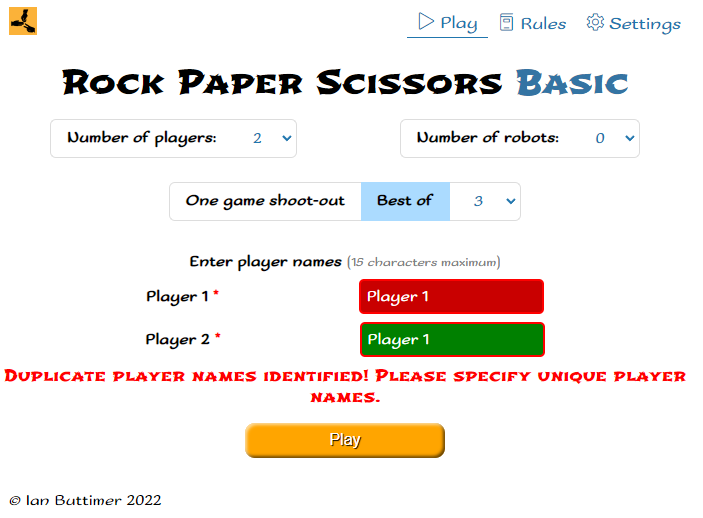 Play Rules Settings
Rock Paper Scissors Basic
Number of players: 2 Number of robots: 0
One game shoot-out Best of 3
Enter player names (15 characters maximum)
Player 1 * Player 1
Player 2 * Player 1
Duplicate player names identified! Please specify unique player
names.
Play
© Ian Buttimer 2022